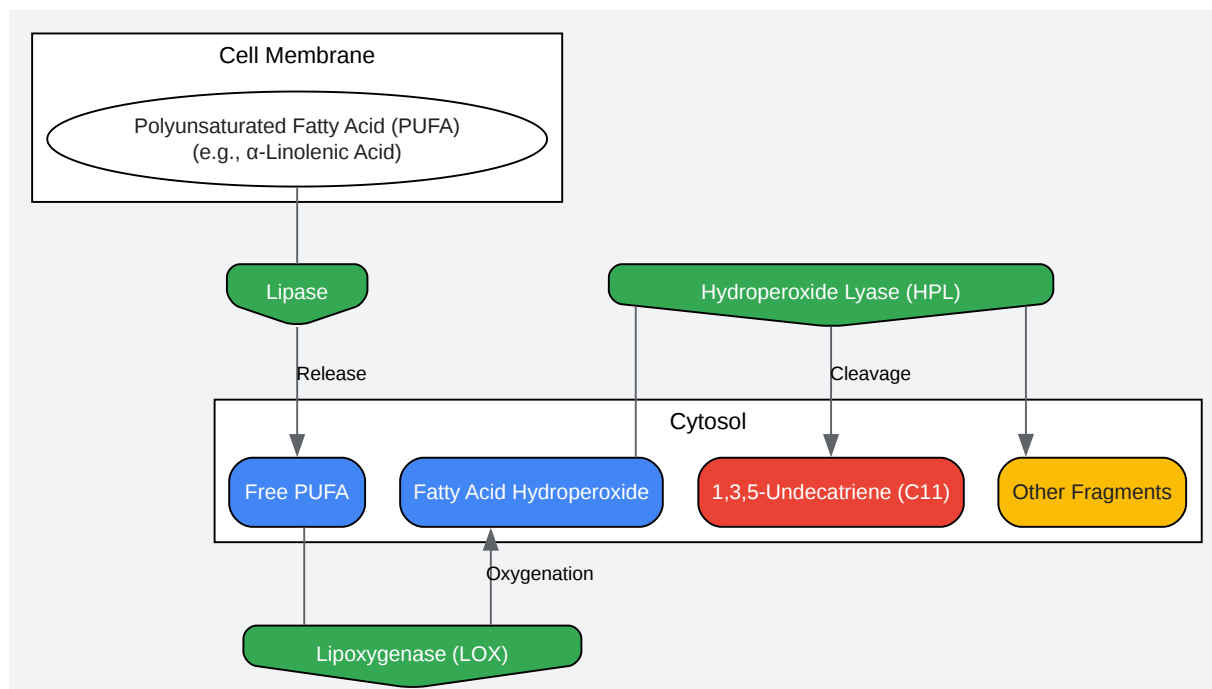 Cell Membrane
Polyunsaturated Fatty Acid (PUFA)
(e.g., α-Linolenic Acid)
Lipase
Hydroperoxide Lyase (HPL)
Release
Cleavage
Cytosol
Free PUFA
Fatty Acid Hydroperoxide
1,3,5-Undecatriene (C11)
Other Fragments
Oxygenation
Lipoxygenase (LOX)